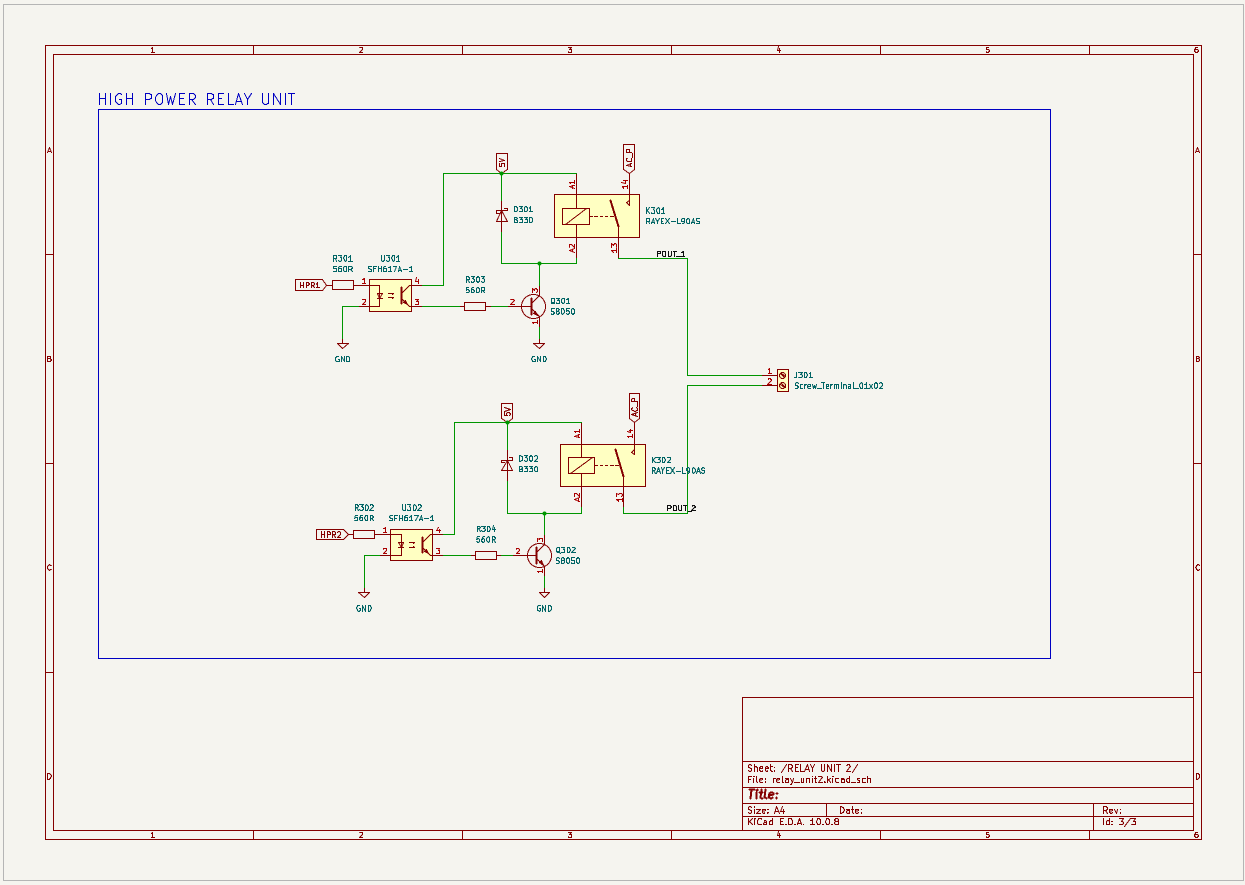 1 2 3 4 5 6
A A
B B
C C
D D
HIGH POWER RELAY UNIT
5V
AC_P
A1
14
D301
B330
K301
RAYEX-L90AS
A2
13
POUT_1
R301
560R
U301
SFH617A-1
HPR1
1
4
2
3
R303
560R
2
3
1
Q301
S8050
GND
GND
1
2
J301
Screw_Terminal_01x02
5V
AC_P
A1
14
D302
B330
K302
RAYEX-L90AS
A2
13
POUT_2
R302
560R
U302
SFH617A-1
HPR2
1
4
2
3
R304
560R
2
3
1
Q302
S8050
GND
GND
Sheet: /RELAY UNIT 2/
File: relay_unit2.kicad_sch
Title:
Size: A4 Date: Rev:
KiCad E.D.A. 10.0.8 Id: 3/3
1 2 3 4 5 6